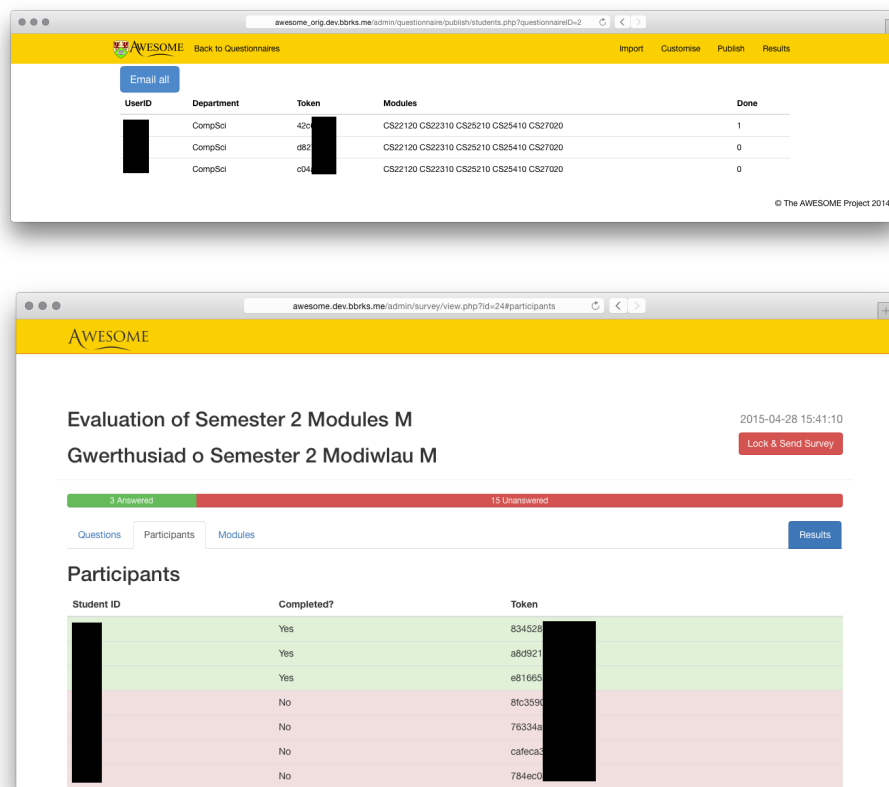 awesome_orig.dev.bbrks.me/admin/questionnaire/publish/students.php?questionnaireID=2
AWESOME Back to Questionnaires Import Customise Publish Results
Email all
UserID Department Token Modules Done
CompSci 42c CS22120 CS22310 CS25210 CS25410 CS27020 1
CompSci d82 CS22120 CS22310 CS25210 CS25410 CS27020 0
CompSci c04 CS22120 CS22310 CS25210 CS25410 CS27020 0
© The AWESOME Project 2014
awesome.dev.bbrks.me/admin/survey/view.php?id=24#participants
AWESOME
Evaluation of Semester 2 Modules M
2015-04-28 15:41:10
Lock & Send Survey
Gwerthusiad o Semester 2 Modiwlau M
3 Answered 15 Unanswered
Questions Participants Modules Results
Participants
Student ID Completed? Token
Yes 834528
Yes a8d921
Yes e81665
No 8fc3590
No 76334a
No cafeca3
No 784ec0